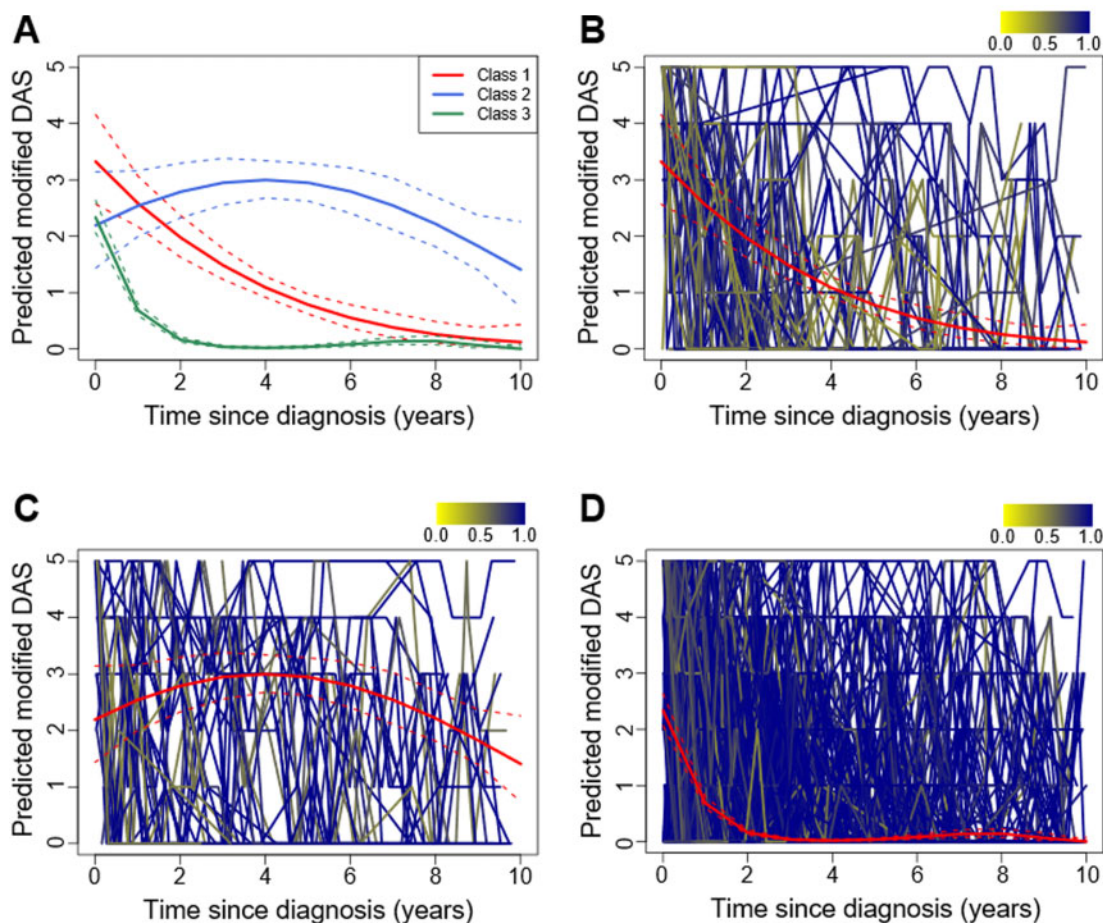 A
Predicted modified DAS
5
4
3
2
1
0
Class 1
Class 2
Class 3
0 2 4 6 8 10
Time since diagnosis (years)
B
0.0 0.5 1.0
Predicted modified DAS
5
4
3
2
1
0
0 2 4 6 8 10
Time since diagnosis (years)
C
0.0 0.5 1.0
Predicted modified DAS
5
4
3
2
1
0
0 2 4 6 8 10
Time since diagnosis (years)
D
0.0 0.5 1.0
Predicted modified DAS
5
4
3
2
1
0
0 2 4 6 8 10
Time since diagnosis (years)